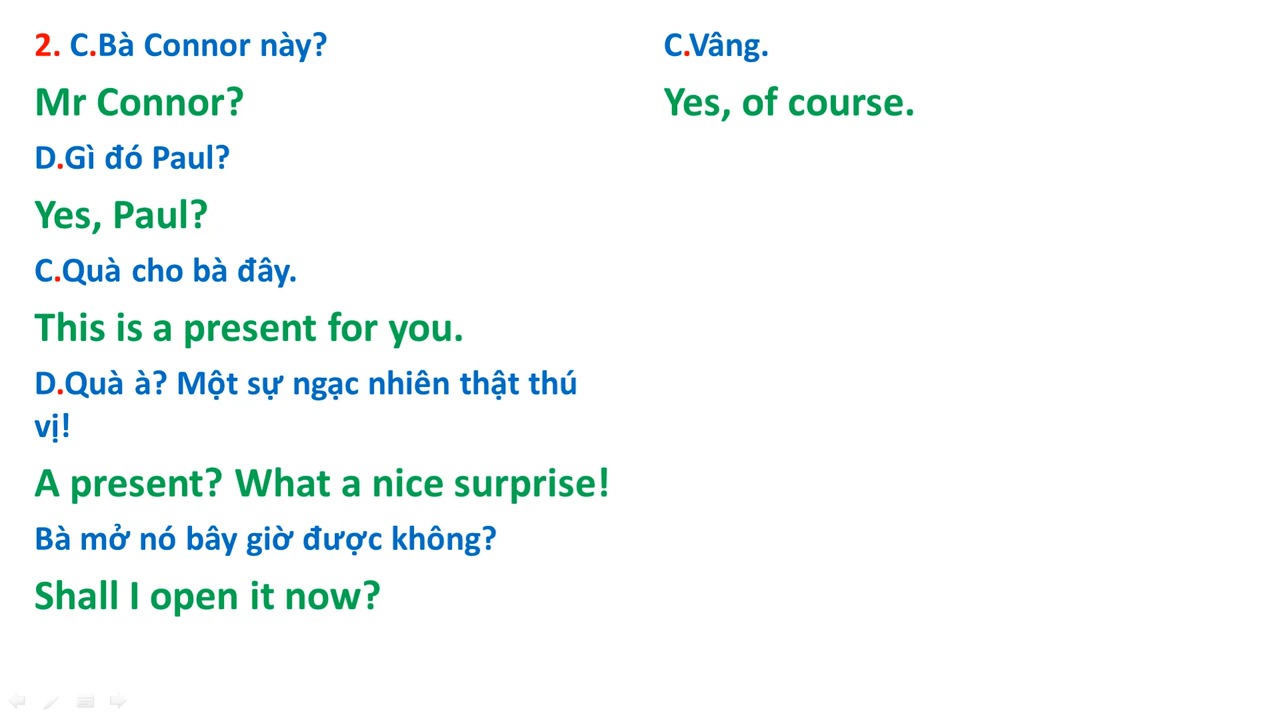 2. C.Bà Connor này?
Mr Connor?
D.Gì đó Paul?
Yes, Paul?
C.Quà cho bà đây.
This is a present for you.
D.Quà à? Một sự ngạc nhiên thật thú
vị!
A present? What a nice surprise!
Bà mở nó bây giờ được không?
Shall I open it now?
C.Vâng.
Yes, of course.